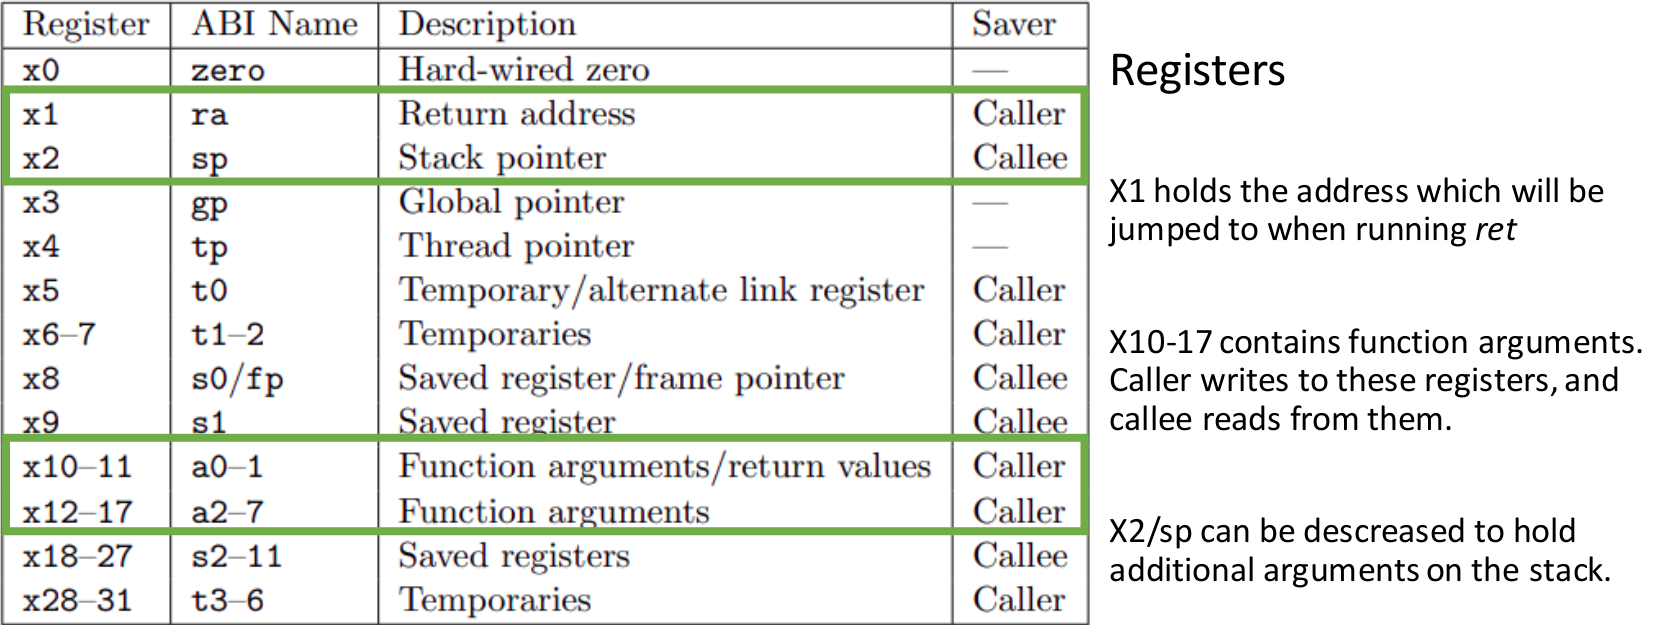 Register ABI Name Description Saver
x0 zero Hard-wired zero —
x1 ra Return address Caller
x2 sp Stack pointer Callee
x3 gp Global pointer —
x4 tp Thread pointer —
x5 t0 Temporary/alternate link register Caller
x6–7 t1–2 Temporaries Caller
x8 s0/fp Saved register/frame pointer Callee
x9 s1 Saved register Callee
x10–11 a0–1 Function arguments/return values Caller
x12–17 a2–7 Function arguments Caller
x18–27 s2–11 Saved registers Callee
x28–31 t3–6 Temporaries Caller
Registers
X1 holds the address which will be
jumped to when running ret
X10-17 contains function arguments.
Caller writes to these registers, and
callee reads from them.
X2/sp can be descreased to hold
additional arguments on the stack.